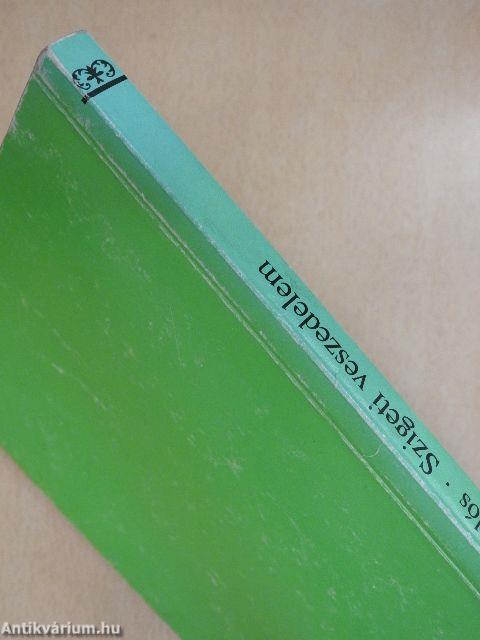 lós · Szigeti veszedelem
Antikvárium.hu